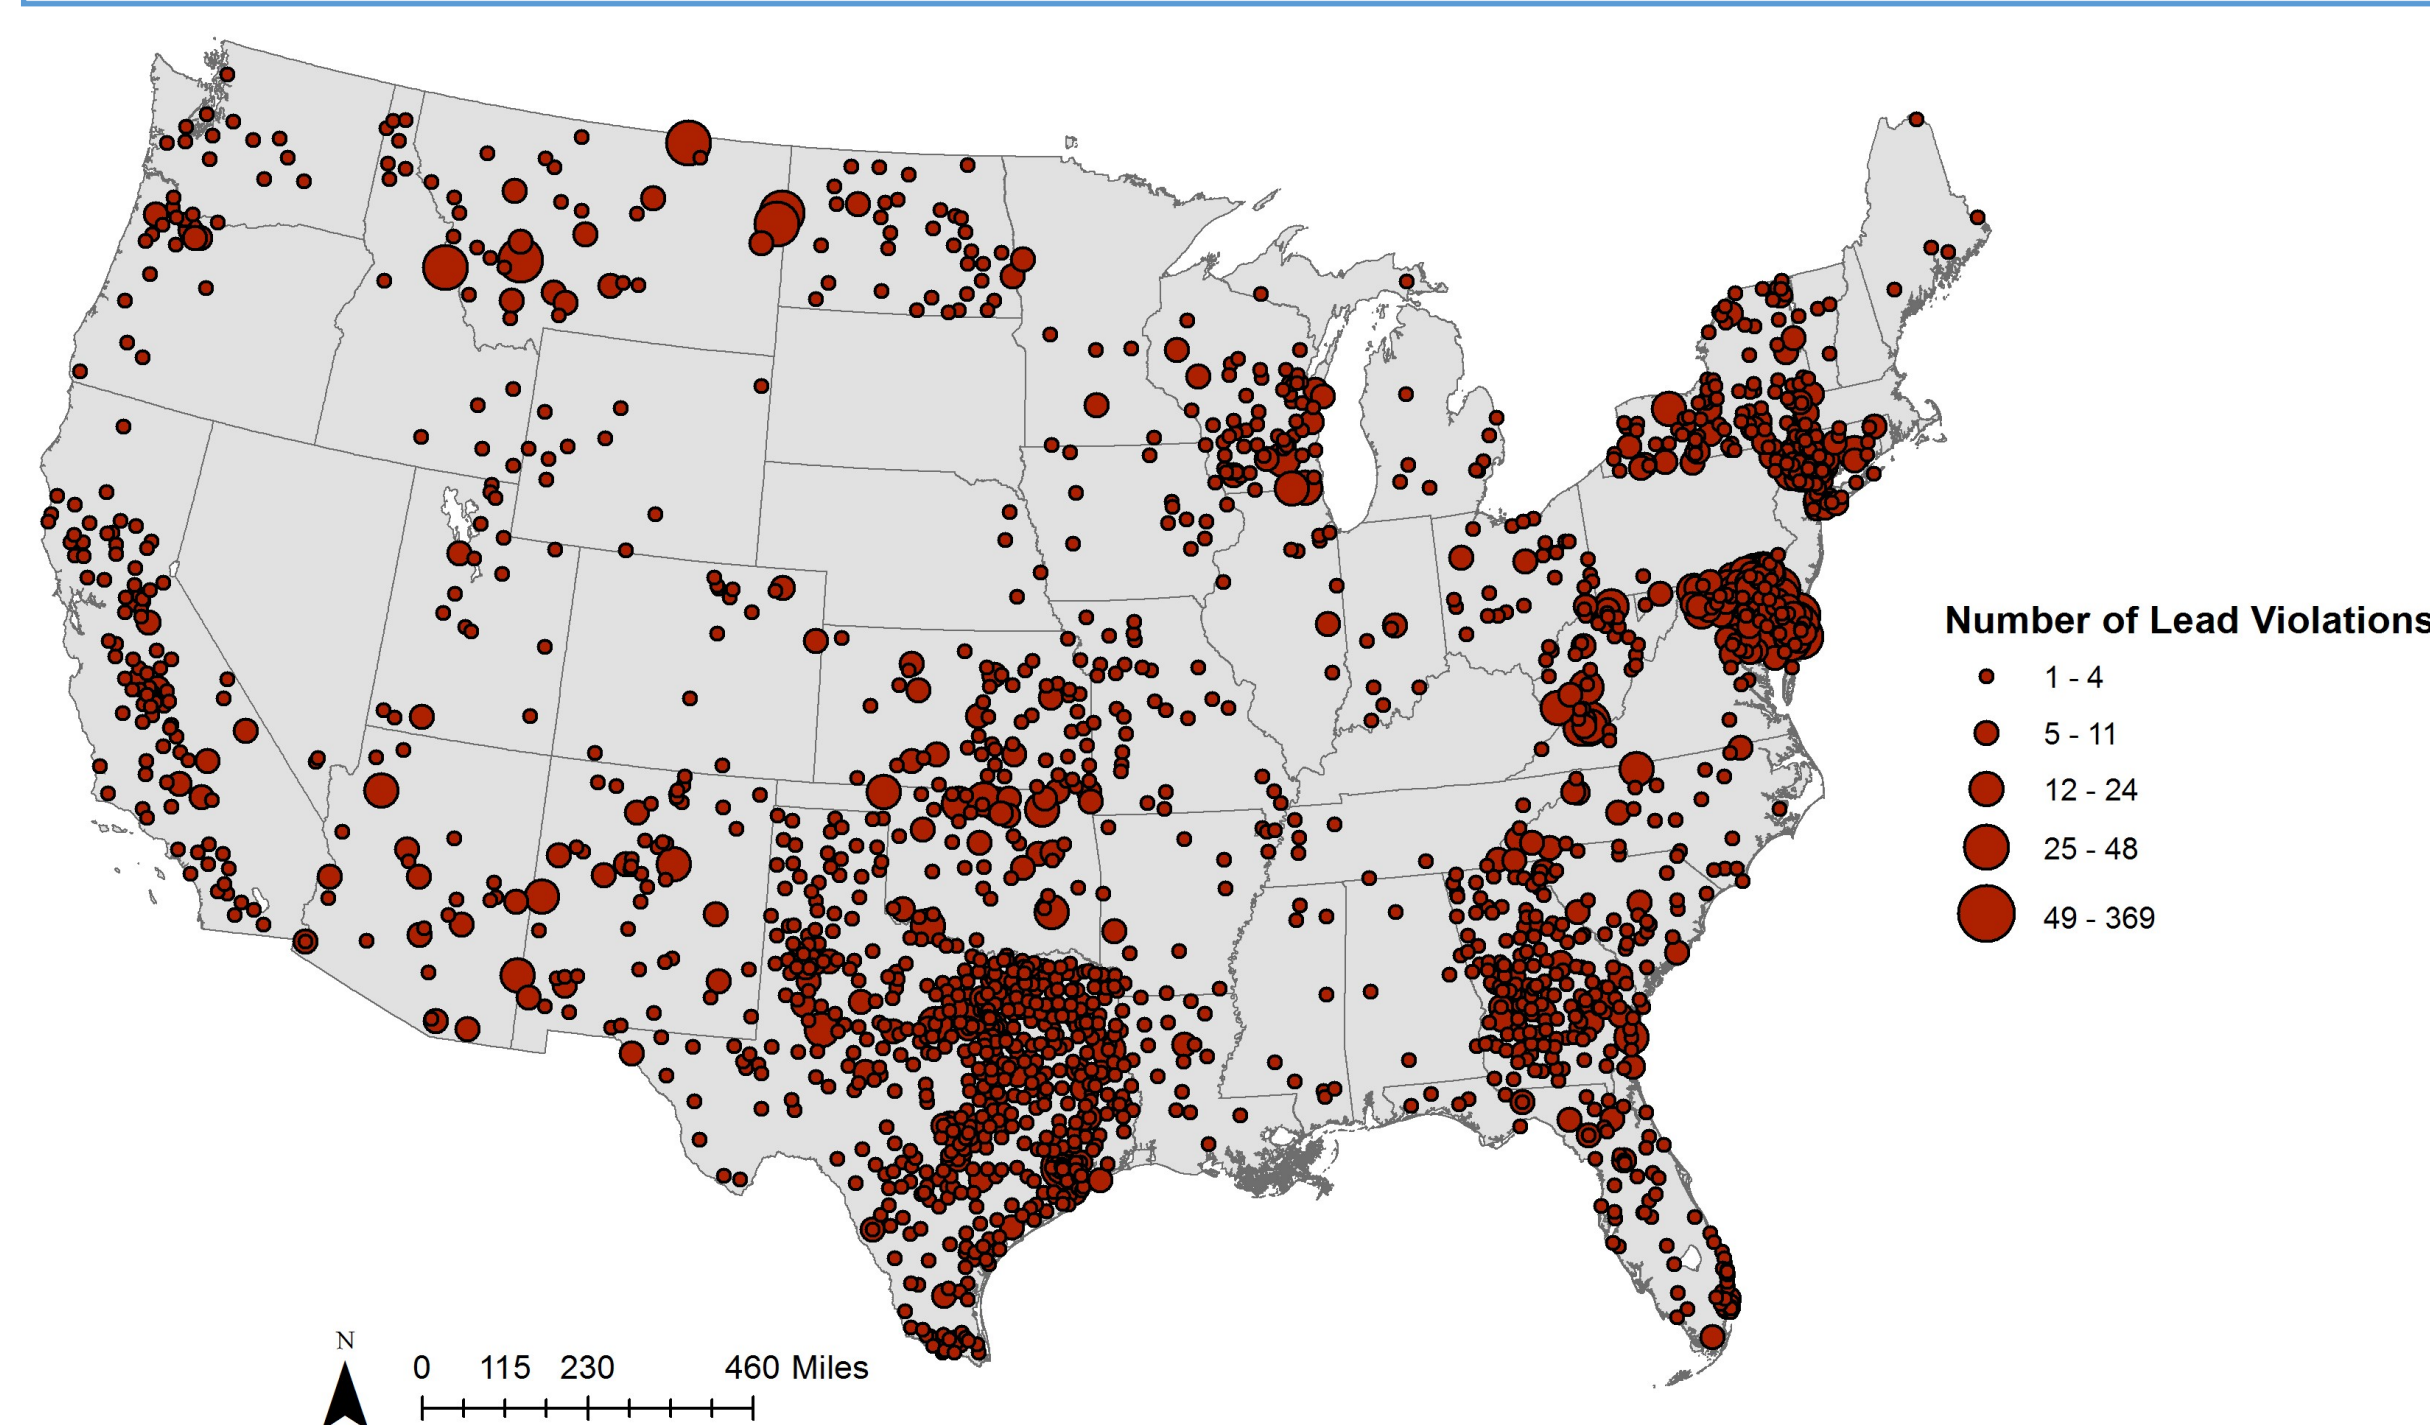 Number of Lead Violations
1 - 4
5 - 11
12 - 24
25 - 48
49 - 369
N
0 115 230 460 Miles